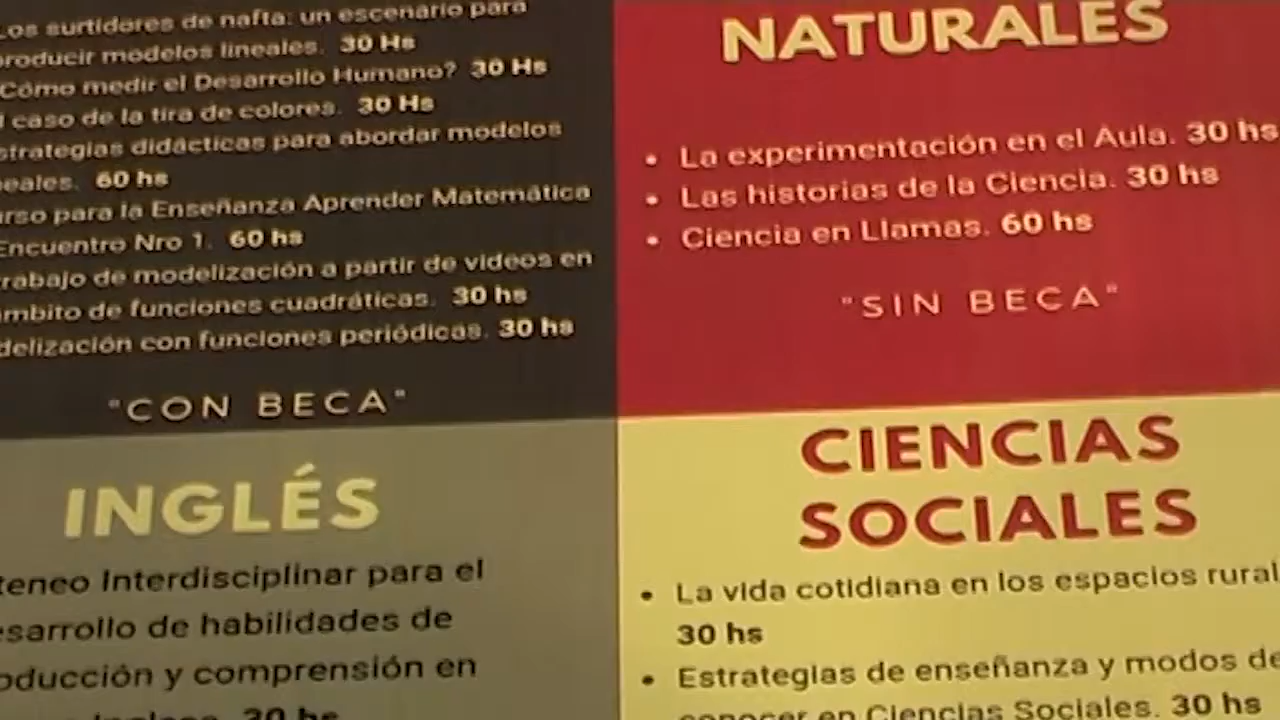 Los surtidores de nafta: un escenario para
producir modelos lineales. 30 Hs
Cómo medir el Desarrollo Humano? 30 Hs
caso de la tira de colores. 30 Hs
strategias didácticas para abordar modelos
neales. 60 hs
urso para la Enseñanza Aprender Matemática
Encuentro Nro 1. 60 hs
rabajo de modelización a partir de videos en
mbito de funciones cuadráticas. 30 hs
delización con funciones periódicas. 30 hs
"CON BECA"
INGLÉS
teneo Interdisciplinar para el
esarrollo de habilidades de
oducción y comprensión en
30 hs
NATURALES
• La experimentación en el Aula. 30 hs
• Las historias de la Ciencia. 30 hs
• Ciencia en Llamas. 60 hs
"SIN BECA"
CIENCIAS
SOCIALES
• La vida cotidiana en los espacios rural
30 hs
• Estrategias de enseñanza y modos de
conocer en Ciencias Sociales. 30 hs